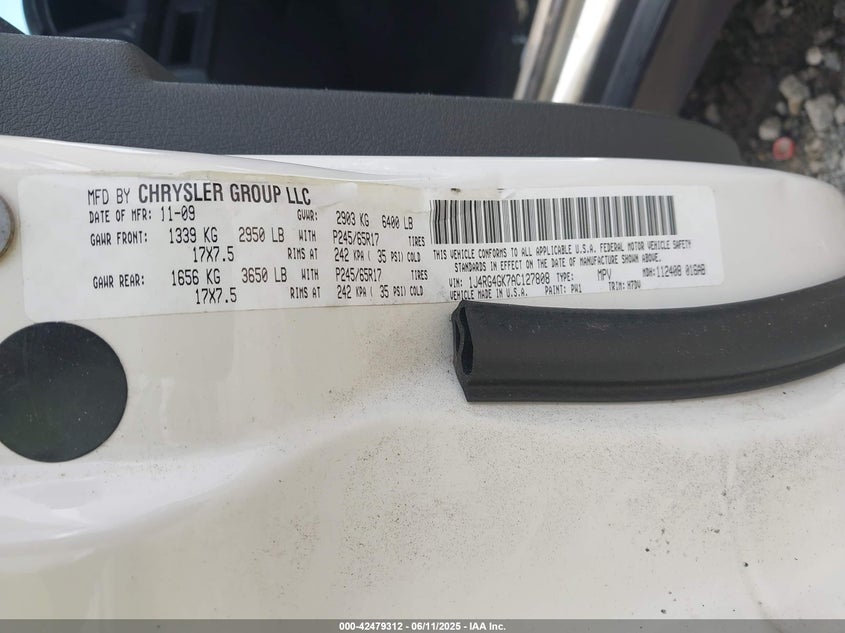 MFD BY CHRYSLER GROUP LLC
DATE OF MFR: 11-09 GVWR: 2903 KG 6400 LB
GAWR FRONT: 1339 KG 2950 LB WITH P245/65R17 TIRES
17X7.5 RIMS AT 242 KPA ( 35 PSI) COLD
GAWR REAR: 1656 KG 3650 LB WITH P245/65R17 TIRES
17X7.5 RIMS AT 242 KPA ( 35 PSI) COLD
THIS VEHICLE CONFORMS TO ALL APPLICABLE U.S.A. FEDERAL MOTOR VEHICLE SAFETY
STANDARDS IN EFFECT ON THE DATE OF MANUFACTURE SHOWN ABOVE.
VIN: 1J4RG4GK7AC127808 TYPE: MPV MDH: 112408 016AB
VEHICLE MADE IN U.S.A. PAINT: PW1 TRIM: H7DV
000-42479312 - 06/11/2025 - IAA Inc.